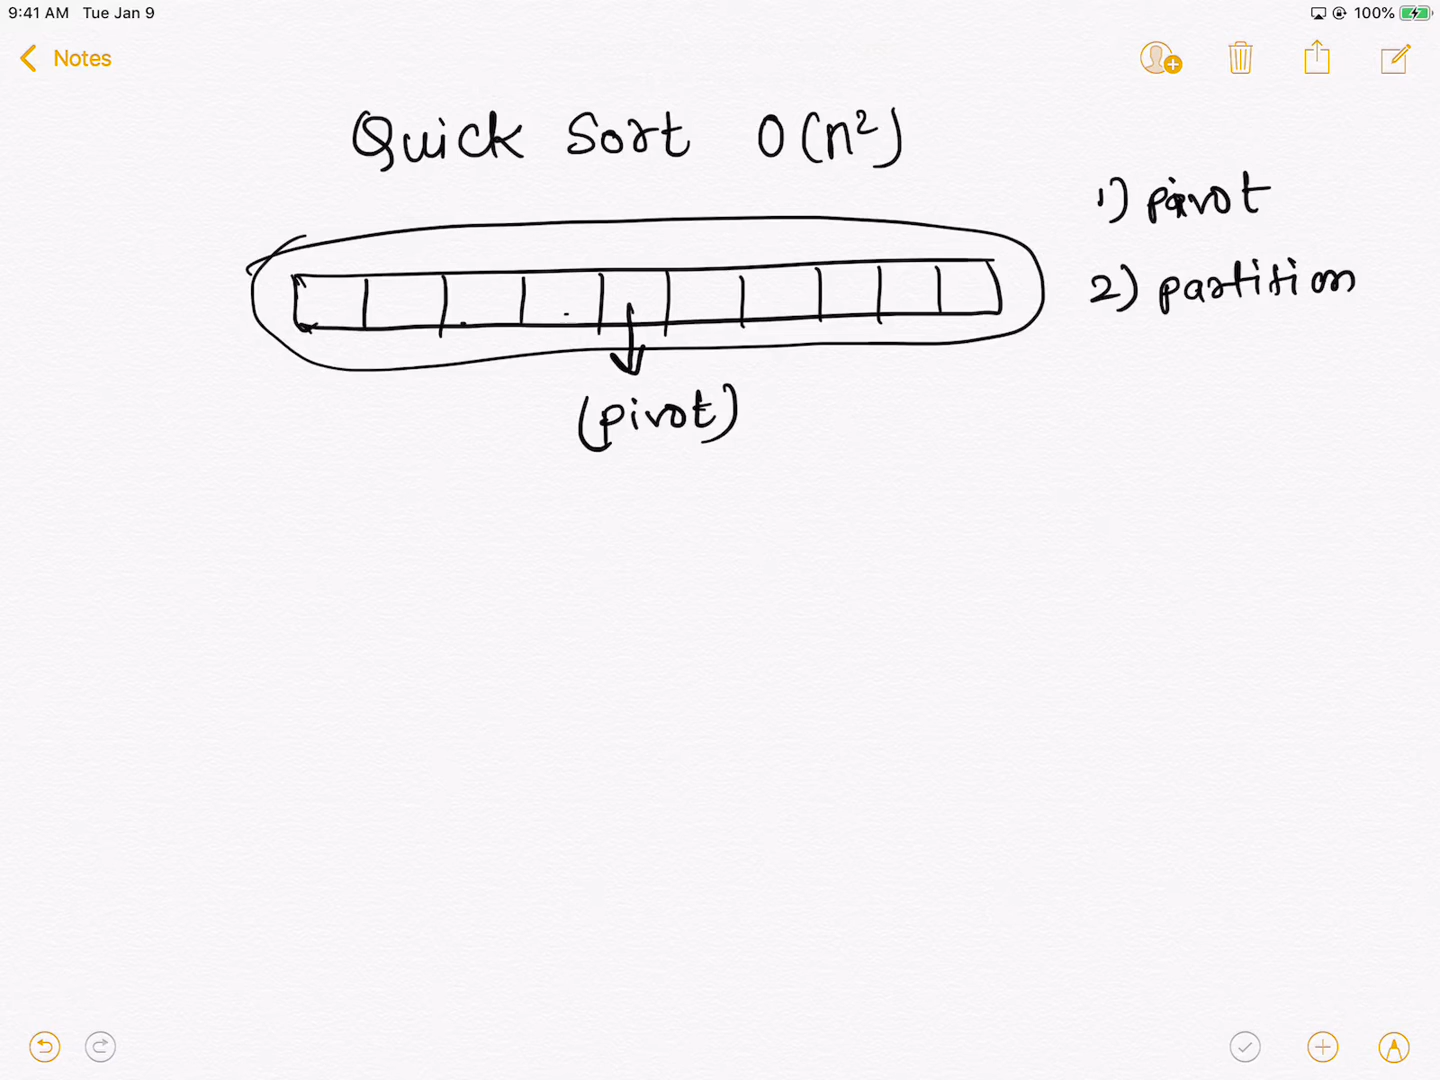 9:41 AM Tue Jan 9
100%
Notes
Quick Sort O(n²)
1) pivot
2) partition
(pivot)